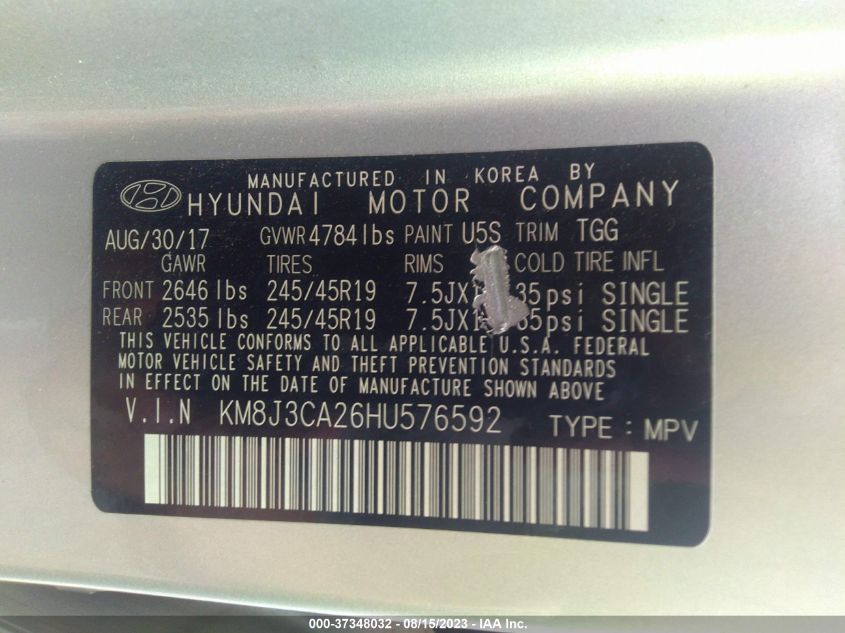 MANUFACTURED IN KOREA BY
HYUNDAI MOTOR COMPANY
AUG/30/17 GVWR 4784 lbs PAINT U5S TRIM TGG
GAWR TIRES RIMS COLD TIRE INFL
FRONT 2646 lbs 245/45R19 7.5JX1 35psi SINGLE
REAR 2535 lbs 245/45R19 7.5JX1 35psi SINGLE
THIS VEHICLE CONFORMS TO ALL APPLICABLE U.S.A. FEDERAL
MOTOR VEHICLE SAFETY AND THEFT PREVENTION STANDARDS
IN EFFECT ON THE DATE OF MANUFACTURE SHOWN ABOVE
V.I.N KM8J3CA26HU576592 TYPE : MPV
000-37348032 - 08/15/2023 - IAA Inc.